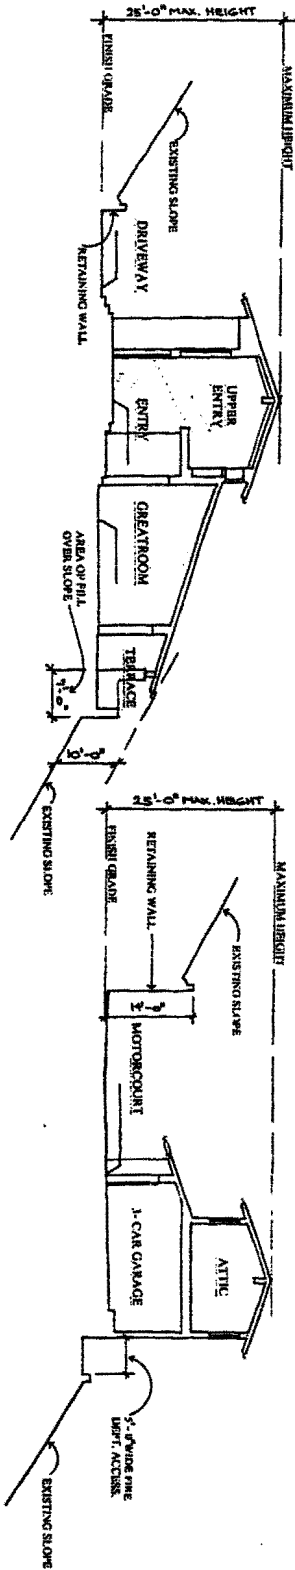 25'-0" MAX. HEIGHT
MAXIMUM HEIGHT
FINISH GRADE
EXISTING SLOPE
RETAINING WALL
DRIVEWAY
UPPER
ENTRY
ENTRY
GREATROOM
AREA OF FILL
OVER SLOPE
TERRACE
10'-0"
EXISTING SLOPE
25'-0" MAX. HEIGHT
MAXIMUM HEIGHT
FINISH GRADE
RETAINING WALL
EXISTING SLOPE
MOTORCOURT
3-CAR GARAGE
ATTIC
5'-0" WIDE FIRE
DEPT. ACCESS.
EXISTING SLOPE